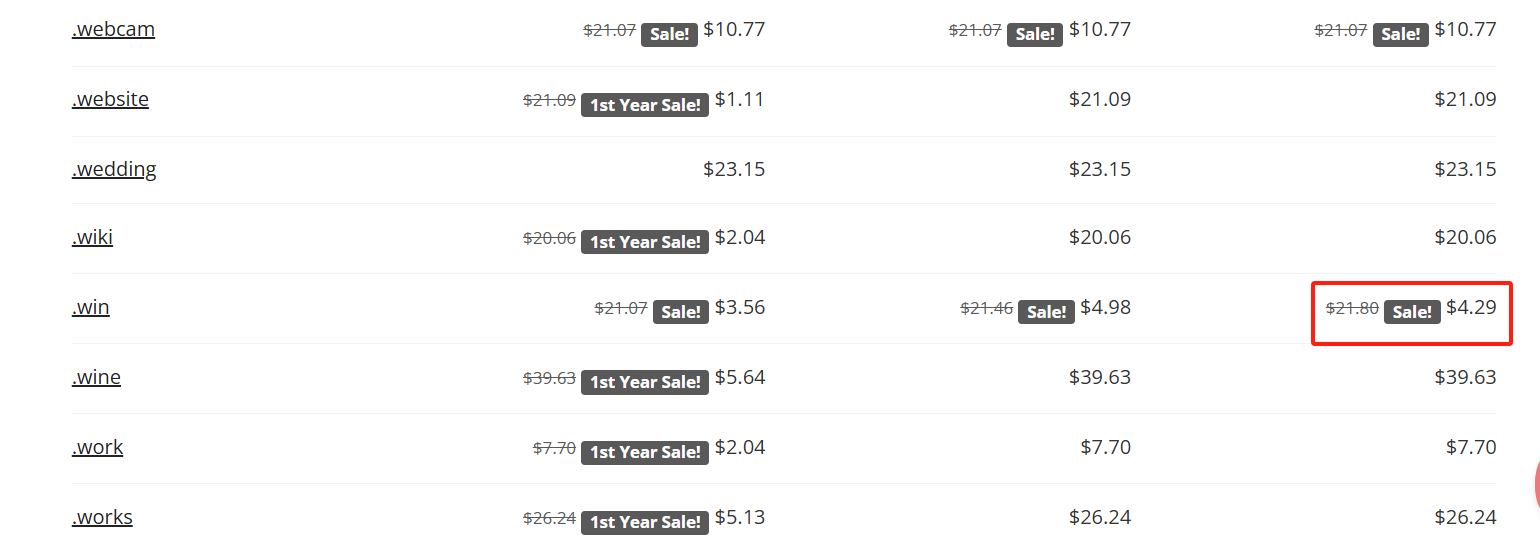 .webcam $21.07 Sale! $10.77 $21.07 Sale! $10.77 $21.07 Sale! $10.77
.website $21.09 1st Year Sale! $1.11 $21.09 $21.09
.wedding $23.15 $23.15 $23.15
.wiki $20.06 1st Year Sale! $2.04 $20.06 $20.06
.win $21.07 Sale! $3.56 $21.46 Sale! $4.98 $21.80 Sale! $4.29
.wine $39.63 1st Year Sale! $5.64 $39.63 $39.63
.work $7.70 1st Year Sale! $2.04 $7.70 $7.70
.works $26.24 1st Year Sale! $5.13 $26.24 $26.24